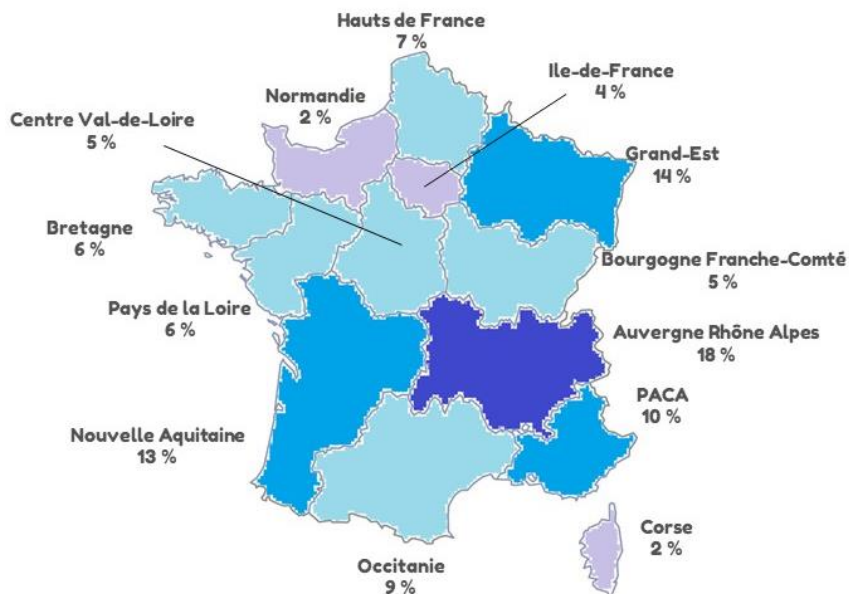 Hauts de France
7 %
Ile-de-France
4 %
Normandie
2 %
Centre Val-de-Loire
5 %
Grand-Est
14 %
Bretagne
6 %
Bourgogne Franche-Comté
5 %
Pays de la Loire
6 %
Auvergne Rhône Alpes
18 %
PACA
10 %
Nouvelle Aquitaine
13 %
Corse
2 %
Occitanie
9 %